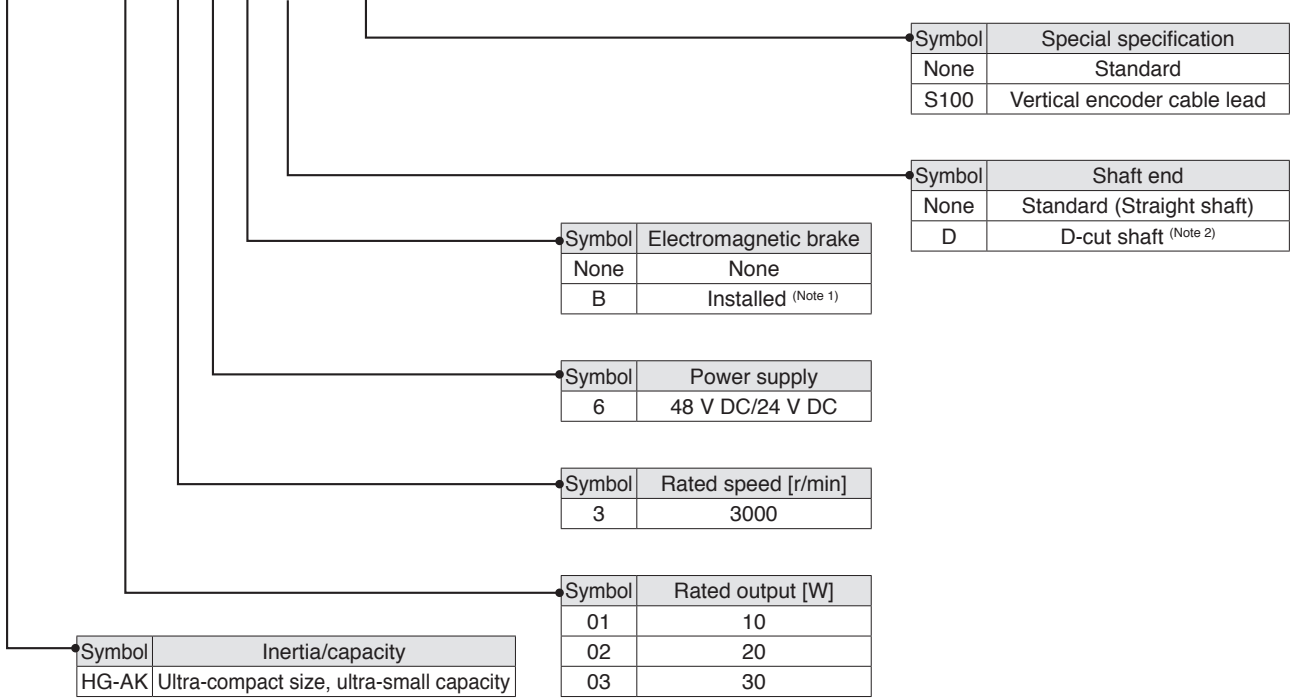 Symbol Special specification
None Standard
S100 Vertical encoder cable lead
Symbol Shaft end
None Standard (Straight shaft)
D D-cut shaft (Note 2)
Symbol Electromagnetic brake
None None
B Installed (Note 1)
Symbol Power supply
6 48 V DC/24 V DC
Symbol Rated speed [r/min]
3 3000
Symbol Rated output [W]
01 10
02 20
03 30
Symbol Inertia/capacity
HG-AK Ultra-compact size, ultra-small capacity